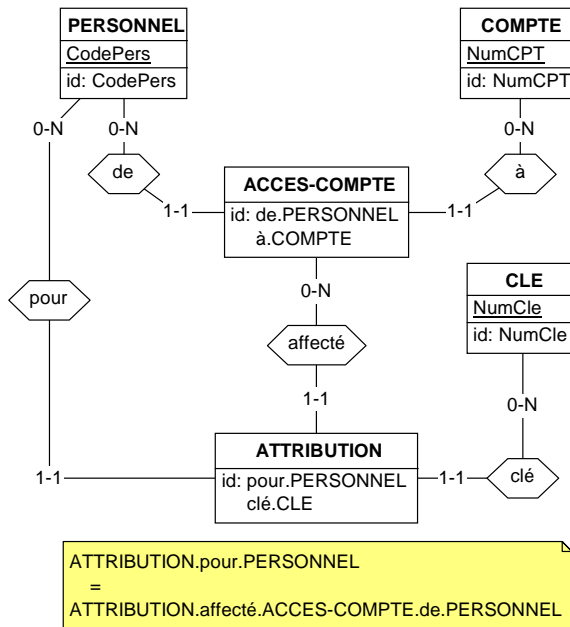 PERSONNEL
CodePers
id: CodePers
COMPTE
NumCPT
id: NumCPT
0-N
0-N
0-N
de
à
ACCES-COMPTE
id: de.PERSONNEL
à.COMPTE
1-1
1-1
CLE
NumCle
id: NumCle
0-N
pour
affecté
0-N
1-1
ATTRIBUTION
id: pour.PERSONNEL
clé.CLE
1-1
1-1
clé
ATTRIBUTION.pour.PERSONNEL
=
ATTRIBUTION.affecté.ACCES-COMPTE.de.PERSONNEL